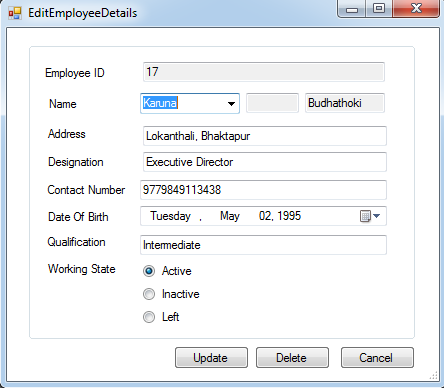 EditEmployeeDetails
Employee ID 17
Name Karuna Budhathoki
Address Lokanthali, Bhaktapur
Designation Executive Director
Contact Number 9779849113438
Date Of Birth Tuesday , May 02, 1995
Qualification Intermediate
Working State Active
Inactive
Left
Update Delete Cancel